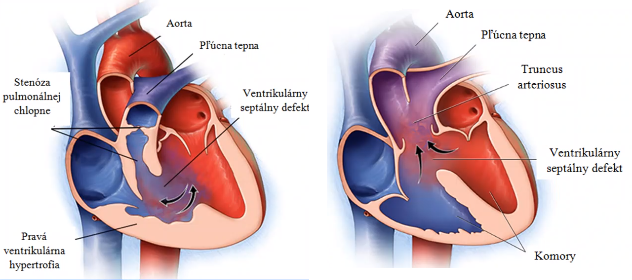 Aorta
Pľúcna tepna
Stenóza
pulmonálnej
chlopne
Ventrikulárny
septálny defekt
Pravá
ventrikulárna
hypertrofia
Aorta
Pľúcna tepna
Truncus
arteriosus
Ventrikulárny
septálny defekt
Komory